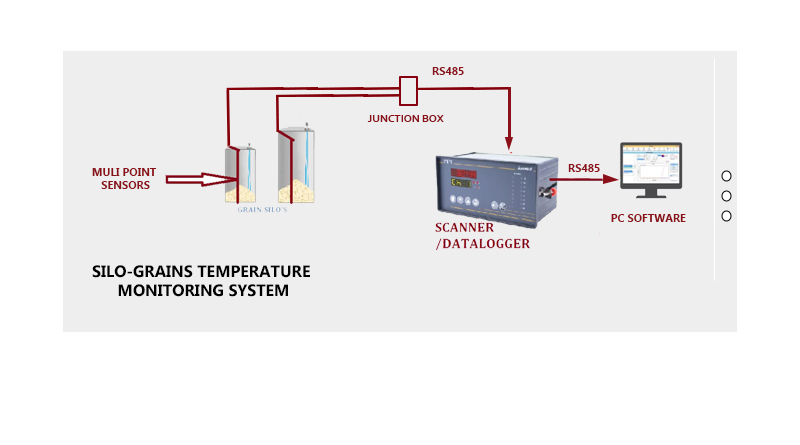 RS485
JUNCTION BOX
MULI POINT
SENSORS
GRAIN SILO'S
RS485
SCANNER
/DATALOGGER
PC SOFTWARE
SILO-GRAINS TEMPERATURE
MONITORING SYSTEM